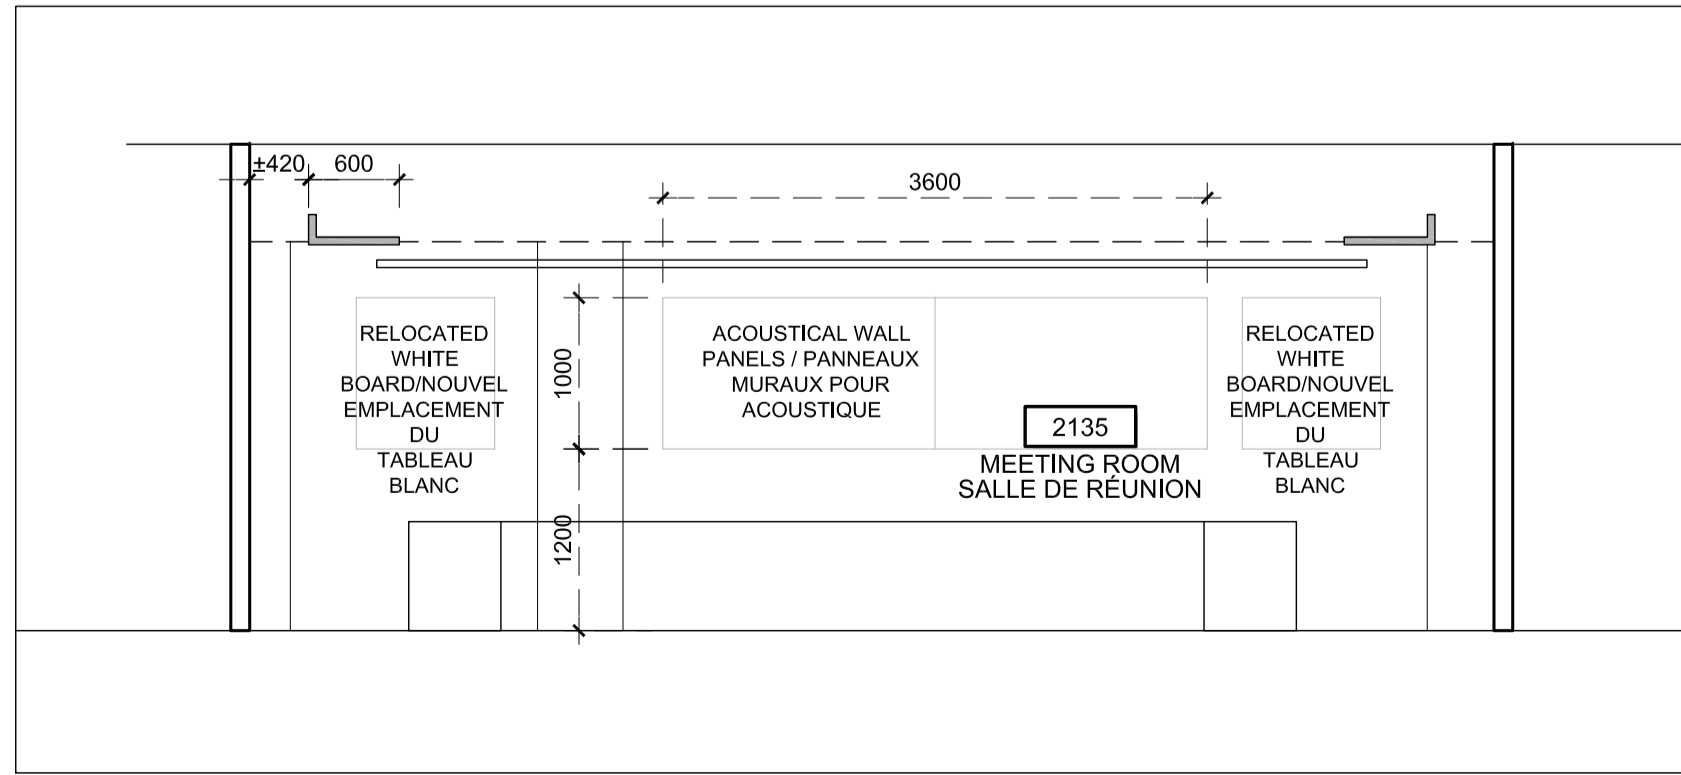 ±420
600
3600
RELOCATED
WHITE
BOARD/NOUVEL
EMPLACEMENT
DU
TABLEAU
BLANC
1000
1200
ACOUSTICAL WALL
PANELS / PANNEAUX
MURAUX POUR
ACOUSTIQUE
2135
MEETING ROOM
SALLE DE RÉUNION
RELOCATED
WHITE
BOARD/NOUVEL
EMPLACEMENT
DU
TABLEAU
BLANC